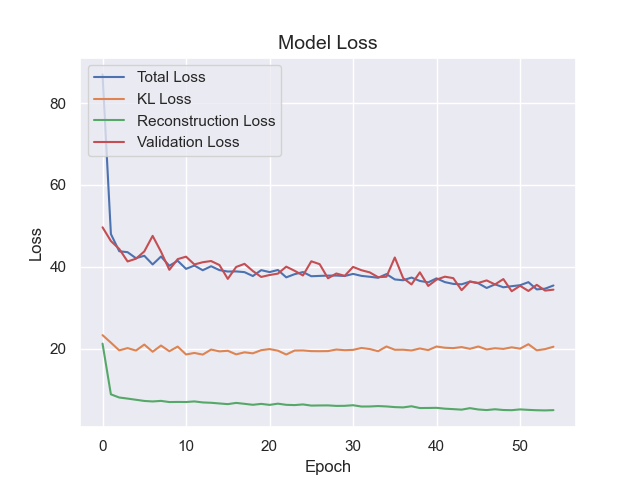 Model Loss
Total Loss
KL Loss
Reconstruction Loss
Validation Loss
80
60
40
20
Loss
0
10
20
30
40
50
Epoch